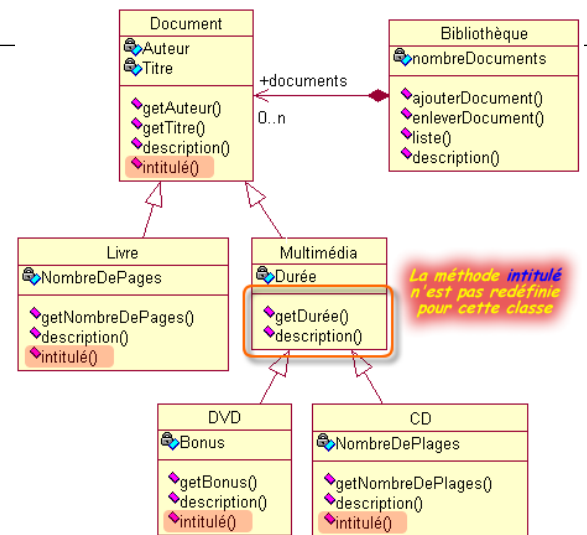 Document
Auteur
Titre
getAuteur()
getTitre()
description()
intitulé()
Bibliothèque
nombreDocuments
ajouterDocument()
enleverDocument()
liste()
description()
+documents
0..n
Livre
NombreDePages
getNombreDePages()
description()
intitulé()
Multimédia
Durée
getDurée()
description()
La méthode intitulé
n'est pas redéfinie
pour cette classe
DVD
Bonus
getBonus()
description()
intitulé()
CD
NombreDePlages
getNombreDePlages()
description()
intitulé()